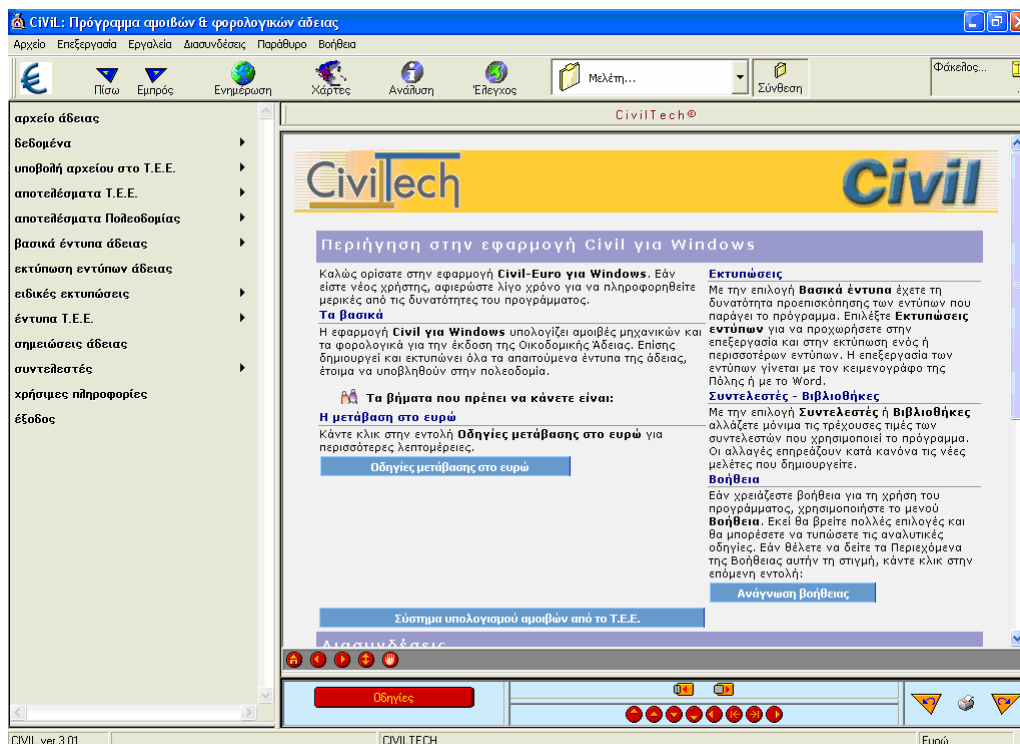 CiViL: Πρόγραμμα αμοιβών & φορολογικών άδειας
Αρχείο Επεξεργασία Εργαλεία Διασυνδέσεις Παράθυρο Βοήθεια
Πίσω Εμπρός Ενημέρωση Χάρτες Ανάλυση Έλεγχος Μελέτη... Σύνθεση Φάκελος...
αρχείο άδειας
δεδομένα
υποβολή αρχείου στο Τ.Ε.Ε.
αποτελέσματα Τ.Ε.Ε.
αποτελέσματα Πολεοδομίας
βασικά έντυπα άδειας
εκτύπωση εντύπων άδειας
ειδικές εκτυπώσεις
έντυπα Τ.Ε.Ε.
σημειώσεις άδειας
συντελεστές
χρήσιμες πληροφορίες
έξοδος
CivilTech®
CivilTech
Civil
Περιήγηση στην εφαρμογή Civil για Windows
Καλώς ορίσατε στην εφαρμογή Civil-Euro για Windows. Εάν
είστε νέος χρήστης, αφιερώστε λίγο χρόνο για να πληροφορηθείτε
μερικές από τις δυνατότητες του προγράμματος.
Τα βασικά
Η εφαρμογή Civil για Windows υπολογίζει αμοιβές μηχανικών και
τα φορολογικά για την έκδοση της Οικοδομικής Άδειας. Επίσης
δημιουργεί και εκτυπώνει όλα τα απαιτούμενα έντυπα της άδειας,
έτοιμα να υποβληθούν στην πολεοδομία.
Τα βήματα που πρέπει να κάνετε είναι:
Η μετάβαση στο ευρώ
Κάντε κλικ στην εντολή Οδηγίες μετάβασης στο ευρώ για
περισσότερες λεπτομέρειες.
Οδηγίες μετάβασης στο ευρώ
Εκτυπώσεις
Με την επιλογή Βασικά έντυπα έχετε τη
δυνατότητα προεπισκόπησης των εντύπων που
παράγει το πρόγραμμα. Επιλέξτε Εκτυπώσεις
εντύπων για να προχωρήσετε στην
επεξεργασία και στην εκτύπωση ενός ή
περισσοτέρων εντύπων. Η επεξεργασία των
εντύπων γίνεται με τον κειμενογράφο της
Πόλης ή με το Word.
Συντελεστές - Βιβλιοθήκες
Με την επιλογή Συντελεστές ή Βιβλιοθήκες
αλλάζετε μόνιμα τις τρέχουσες τιμές των
συντελεστών που χρησιμοποιεί το πρόγραμμα.
Οι αλλαγές επηρεάζουν κατά κανόνα τις νέες
μελέτες που δημιουργείτε.
Βοήθεια
Εάν χρειάζεστε βοήθεια για τη χρήση του
προγράμματος, χρησιμοποιήστε το μενού
Βοήθεια. Εκεί θα βρείτε πολλές επιλογές και
θα μπορέσετε να τυπώσετε τις αναλυτικές
οδηγίες. Εάν θέλετε να δείτε τα Περιεχόμενα
της Βοήθειας αυτήν τη στιγμή, κάντε κλικ στην
επόμενη εντολή:
Ανάγνωση βοήθειας
Σύστημα υπολογισμού αμοιβών από το Τ.Ε.Ε.
Διασυνδέσεις
Οδηγίες
CIVIL ver 3.01 CIVILTECH Ευρώ